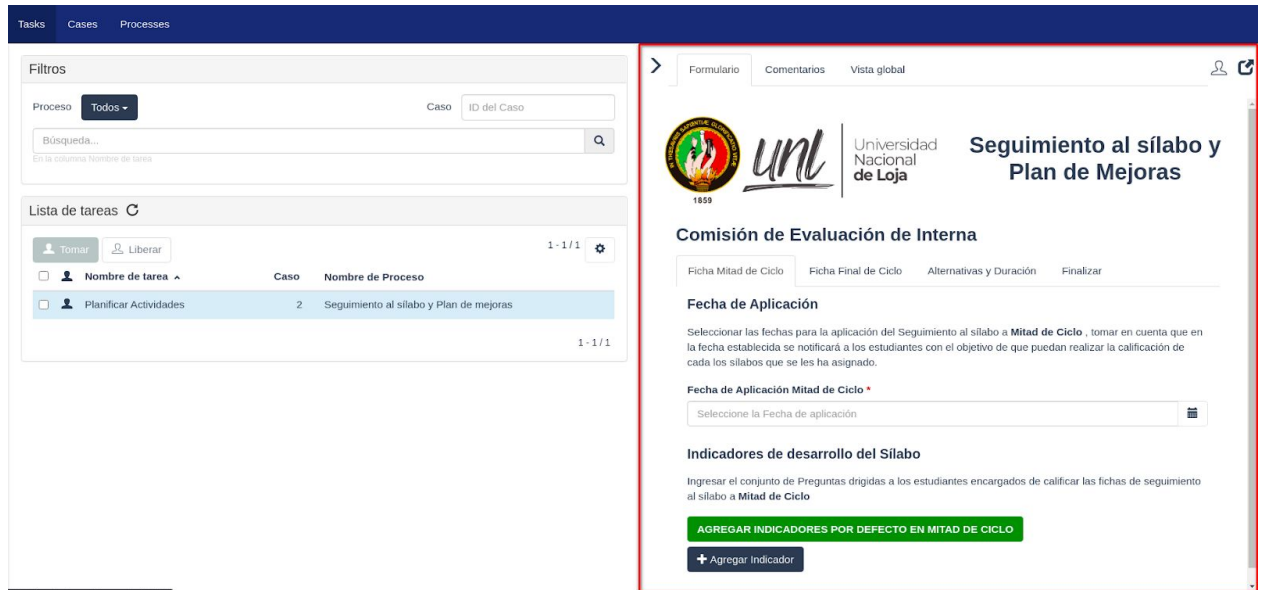 Tasks Cases Processes
Filtros
Proceso Todos Caso ID del Caso
Búsqueda...
En la columna Nombre de tarea
Lista de tareas
Tomar Liberar 1 - 1 / 1
Nombre de tarea Caso Nombre de Proceso
Planificar Actividades 2 Seguimiento al sílabo y Plan de mejoras
1 - 1 / 1
Formulario Comentarios Vista global
1859
unl
Universidad
Nacional
de Loja
Seguimiento al sílabo y
Plan de Mejoras
Comisión de Evaluación de Interna
Ficha Mitad de Ciclo Ficha Final de Ciclo Alternativas y Duración Finalizar
Fecha de Aplicación
Seleccionar las fechas para la aplicación del Seguimiento al sílabo a Mitad de Ciclo , tomar en cuenta que en
la fecha establecida se notificará a los estudiantes con el objetivo de que puedan realizar la calificación de
cada los sílabos que se les ha asignado.
Fecha de Aplicación Mitad de Ciclo *
Seleccione la Fecha de aplicación
Indicadores de desarrollo del Sílabo
Ingresar el conjunto de Preguntas drigidas a los estudiantes encargados de calificar las fichas de seguimiento
al sílabo a Mitad de Ciclo
AGREGAR INDICADORES POR DEFECTO EN MITAD DE CICLO
Agregar Indicador